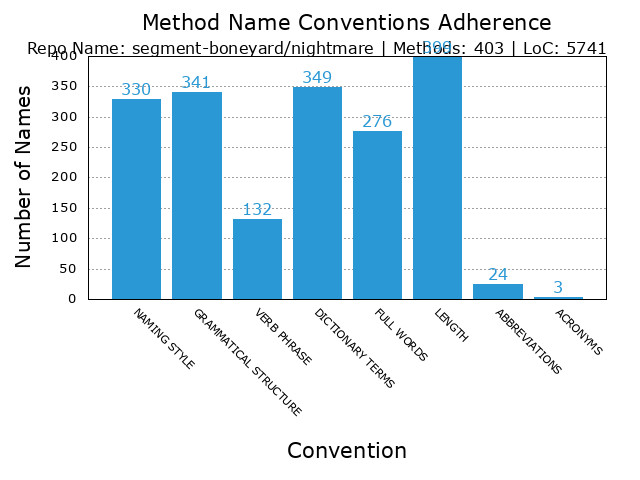 Method Name Conventions Adherence
Repo Name: segment-boneyard/nightmare | Methods: 403 | LoC: 5741
Number of Names
400
350
300
250
200
150
100
50
0
330
341
132
349
276
24
3
NAMING STYLE
GRAMMATICAL STRUCTURE
VERB PHRASE
DICTIONARY TERMS
FULL WORDS
LENGTH
ABBREVIATIONS
ACRONYMS
Convention